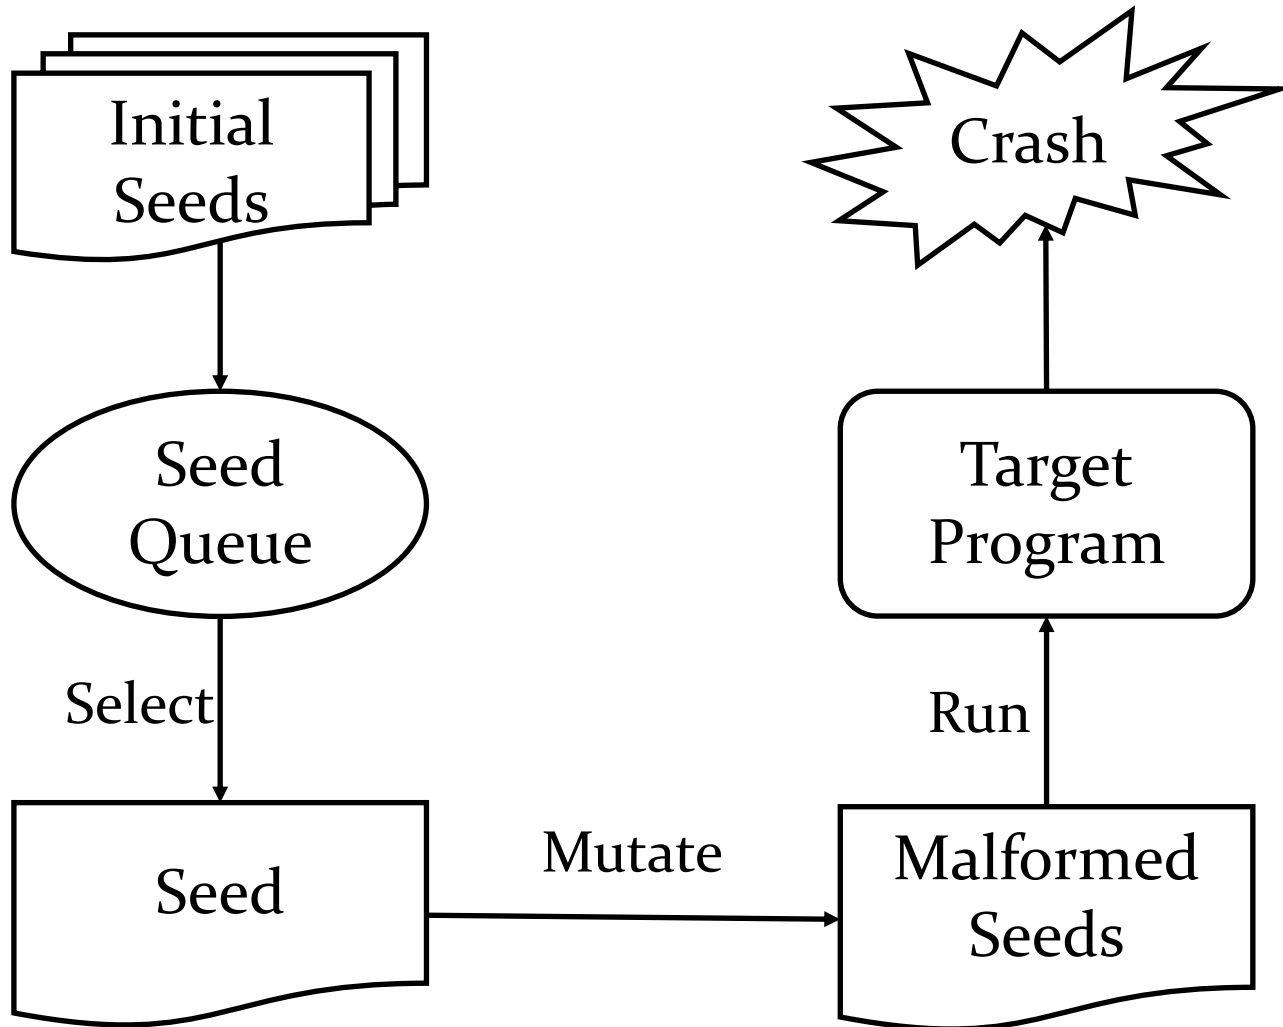 Initial
Seeds
Seed
Queue
Select
Seed
Mutate
Malformed
Seeds
Run
Target
Program
Crash